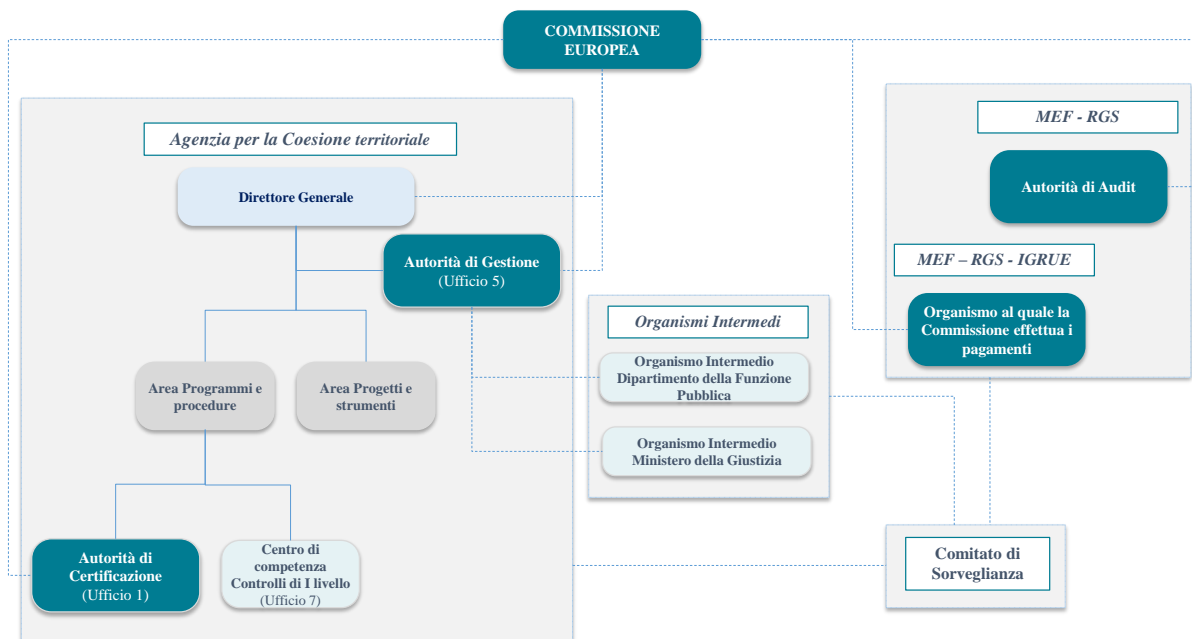 COMMISSIONE
EUROPEA
Agenzia per la Coesione territoriale
Direttore Generale
Autorità di Gestione
(Ufficio 5)
Area Programmi e
procedure
Area Progetti e
strumenti
Autorità di
Certificazione
(Ufficio 1)
Centro di
competenza
Controlli di I livello
(Ufficio 7)
Organismi Intermedi
Organismo Intermedio
Dipartimento della Funzione
Pubblica
Organismo Intermedio
Ministero della Giustizia
MEF - RGS
Autorità di Audit
MEF – RGS - IGRUE
Organismo al quale la
Commissione effettua i
pagamenti
Comitato di
Sorveglianza